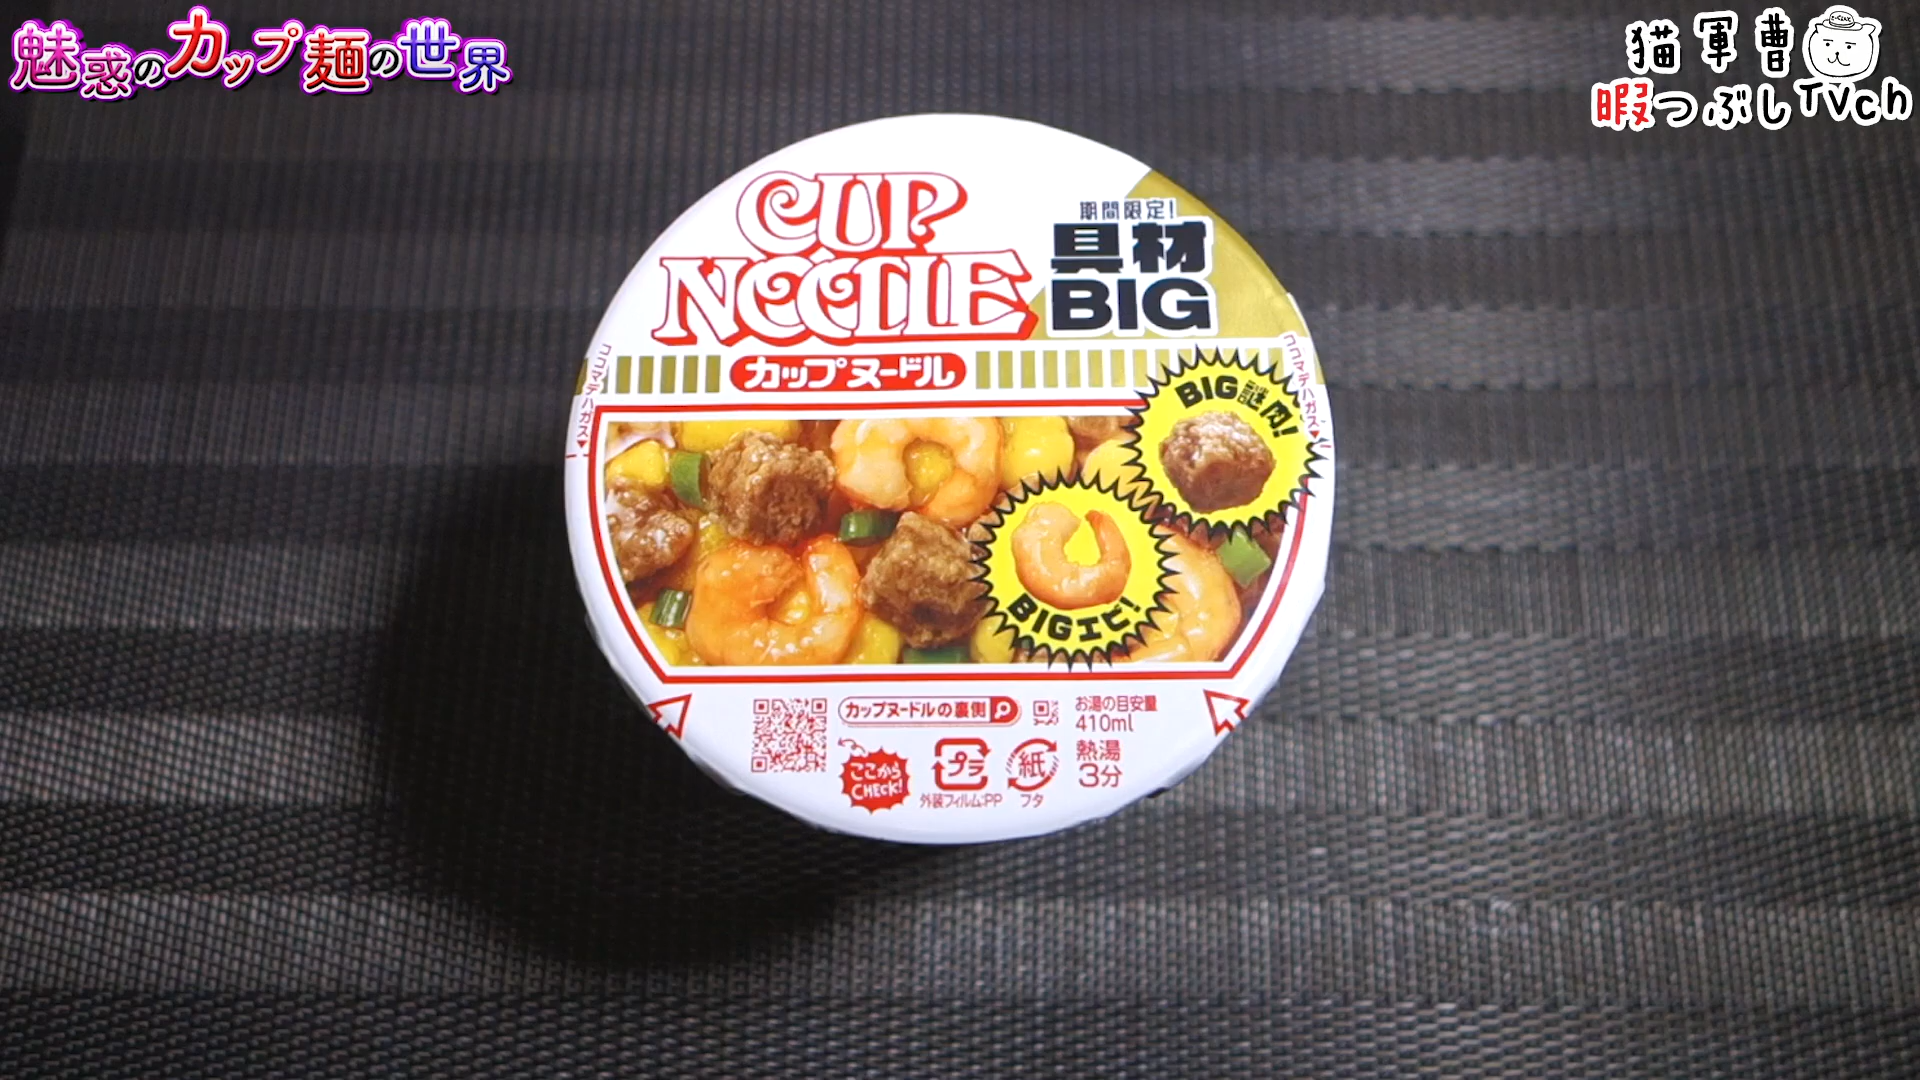 魅惑のカップ麺の世界
猫軍曹
暇つぶしTVch
CUP
NOODLE
期間限定!
具材
BIG
カップヌードル
ココマデハガス▼
ココマデハガス▼
BIG謎肉!
BIGエビ!
カップヌードルの裏側
お湯の目安量
410ml
熱湯
3分
ここから
CHECK!
プラ
外装フィルム:PP
紙
フタ